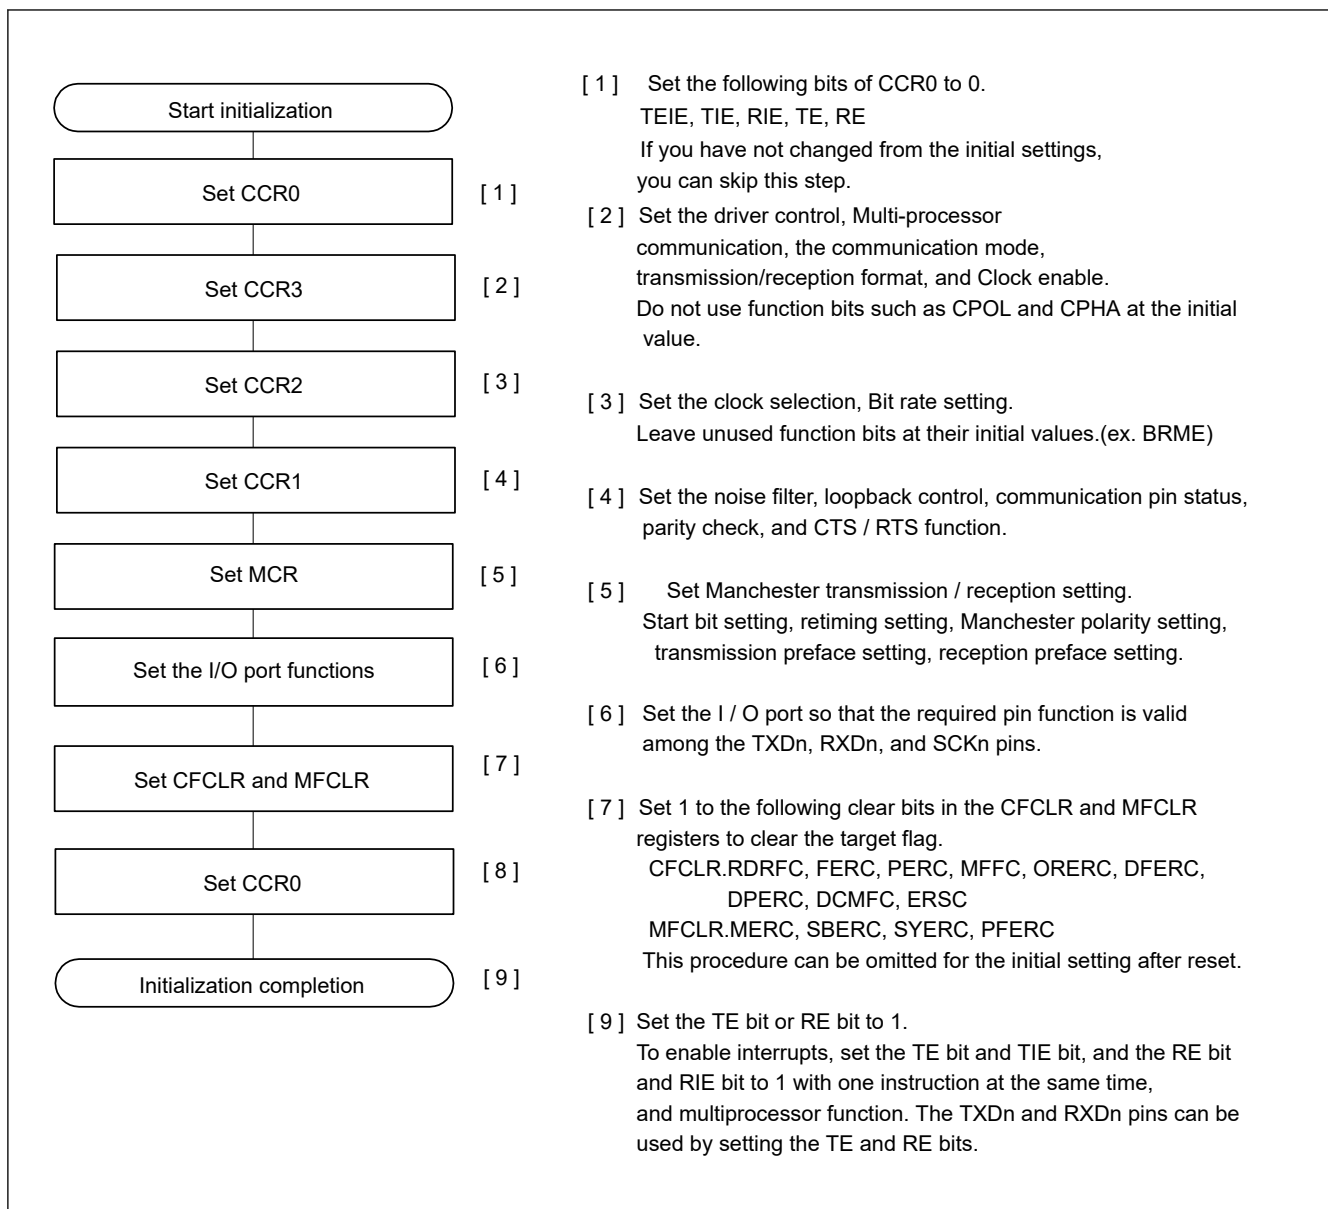 Start initialization
Set CCR0
[ 1 ]
Set CCR3
[ 2 ]
Set CCR2
[ 3 ]
Set CCR1
[ 4 ]
Set MCR
[ 5 ]
Set the I/O port functions
[ 6 ]
Set CFCLR and MFCLR
[ 7 ]
Set CCR0
[ 8 ]
Initialization completion
[ 9 ]
[ 1 ] Set the following bits of CCR0 to 0.
TEIE, TIE, RIE, TE, RE
If you have not changed from the initial settings,
you can skip this step.
[ 2 ] Set the driver control, Multi-processor
communication, the communication mode,
transmission/reception format, and Clock enable.
Do not use function bits such as CPOL and CPHA at the initial
value.
[ 3 ] Set the clock selection, Bit rate setting.
Leave unused function bits at their initial values.(ex. BRME)
[ 4 ] Set the noise filter, loopback control, communication pin status,
parity check, and CTS / RTS function.
[ 5 ] Set Manchester transmission / reception setting.
Start bit setting, retiming setting, Manchester polarity setting,
transmission preface setting, reception preface setting.
[ 6 ] Set the I / O port so that the required pin function is valid
among the TXDn, RXDn, and SCKn pins.
[ 7 ] Set 1 to the following clear bits in the CFCLR and MFCLR
registers to clear the target flag.
CFCLR.RDRFC, FERC, PERC, MFFC, ORERC, DFERC,
DPERC, DCMFC, ERSC
MFCLR.MERC, SBERC, SYERC, PFERC
This procedure can be omitted for the initial setting after reset.
[ 9 ] Set the TE bit or RE bit to 1.
To enable interrupts, set the TE bit and TIE bit, and the RE bit
and RIE bit to 1 with one instruction at the same time,
and multiprocessor function. The TXDn and RXDn pins can be
used by setting the TE and RE bits.